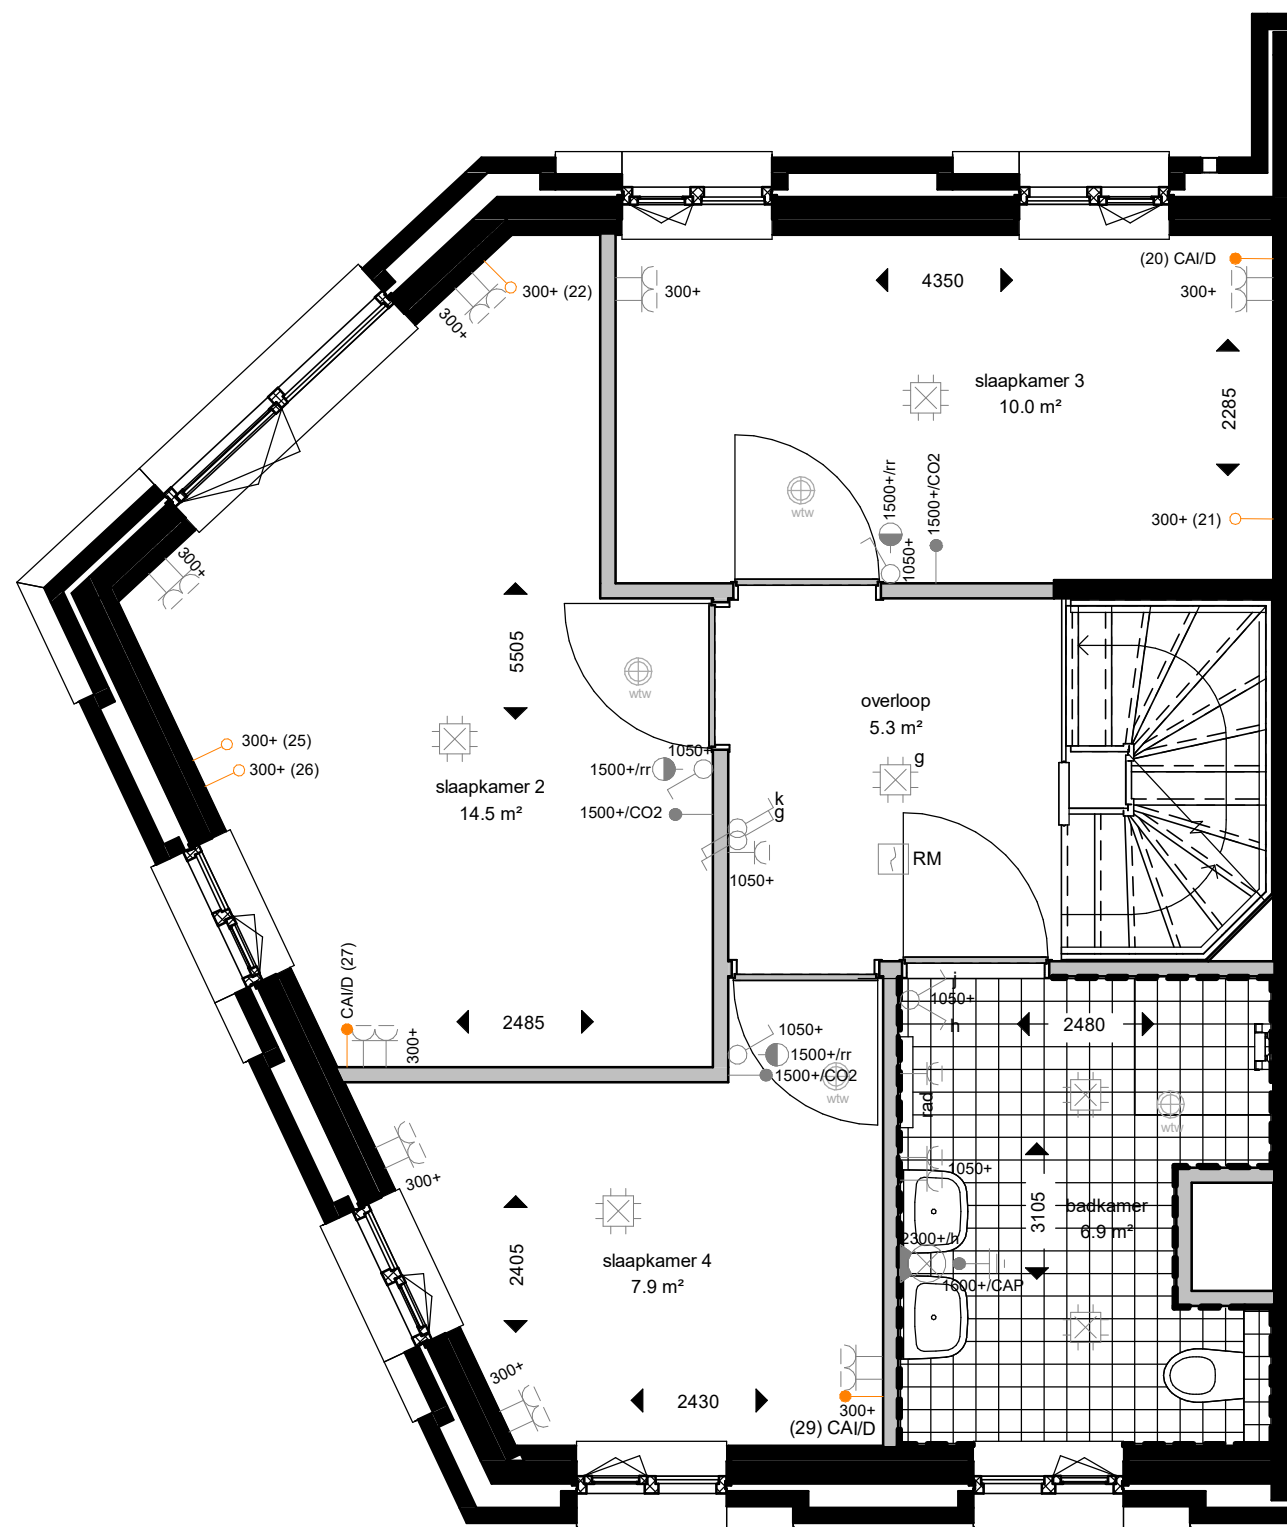 (20) CAI/D
300+
4350
300+ (22)
300+
300+
slaapkamer 3
10.0 m²
2285
wtw
1500+/rr
1500+/CO2
1050+
300+ (21)
300+
5505
wtw
overloop
5.3 m²
g
300+ (25)
300+ (26)
1050+
1500+/rr
slaapkamer 2
14.5 m²
1500+/CO2
k
g
1050+
RM
CAI/D (27)
300+
2485
j
1050+
h
2480
1050+
1500+/rr
1500+/CO2
wtw
rad
wtw
300+
1050+
3105
badkamer
6.9 m²
2405
slaapkamer 4
7.9 m²
2300+/h
1600+/CAP
300+
2430
300+
(29) CAI/D